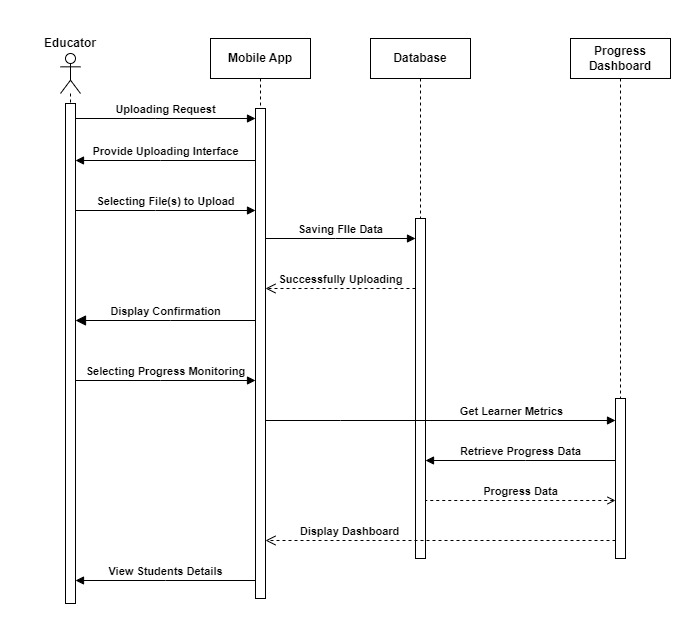 Educator
Mobile App
Database
Progress
Dashboard
Uploading Request
Provide Uploading Interface
Selecting File(s) to Upload
Saving FIle Data
Successfully Uploading
Display Confirmation
Selecting Progress Monitoring
Get Learner Metrics
Retrieve Progress Data
Progress Data
Display Dashboard
View Students Details